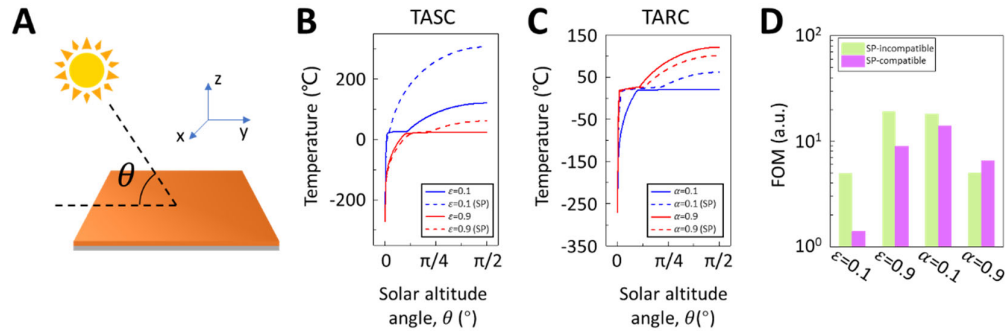 A
θ
z
x
y
B
TASC
Temperature (℃)
200
0
-200
ε=0.1
ε=0.1 (SP)
ε=0.9
ε=0.9 (SP)
0
π/4
π/2
Solar altitude
angle, θ (°)
C
TARC
Temperature (℃)
150
50
-50
-150
-250
-350
α=0.1
α=0.1 (SP)
α=0.9
α=0.9 (SP)
0
π/4
π/2
Solar altitude
angle, θ(°)
D
FOM (a.u.)
10²
10¹
10⁰
SP-incompatible
SP-compatible
ε=0.1
ε=0.9
α=0.1
α=0.9